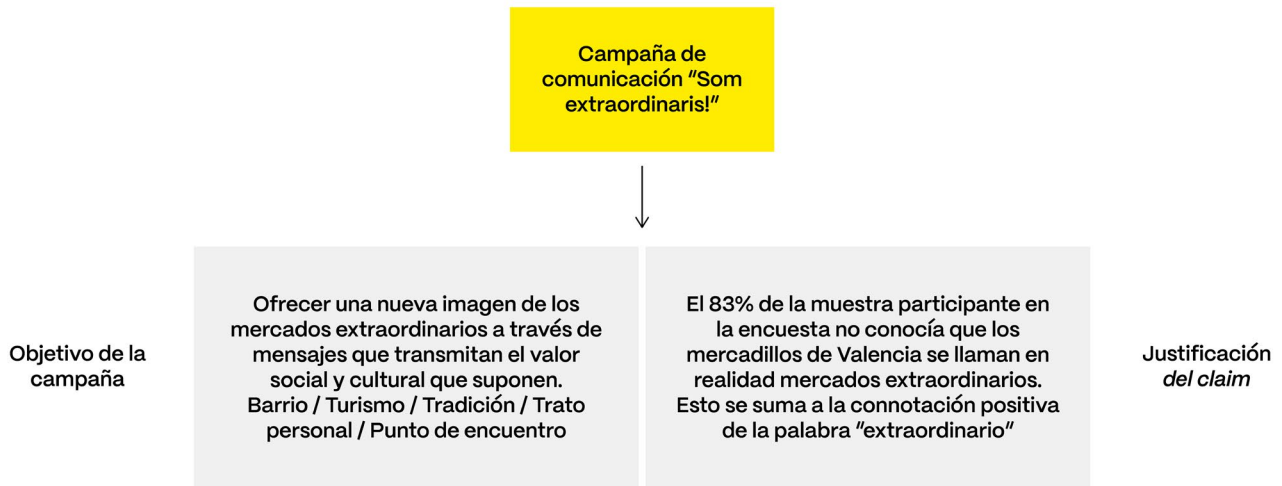 Campaña de
comunicación “Som
extraordinaris!”
Objetivo de la
campaña
Ofrecer una nueva imagen de los
mercados extraordinarios a través de
mensajes que transmitan el valor
social y cultural que suponen.
Barrio / Turismo / Tradición / Trato
personal / Punto de encuentro
El 83% de la muestra participante en
la encuesta no conocía que los
mercadillos de Valencia se llaman en
realidad mercados extraordinarios.
Esto se suma a la connotación positiva
de la palabra “extraordinario”
Justificación
del claim